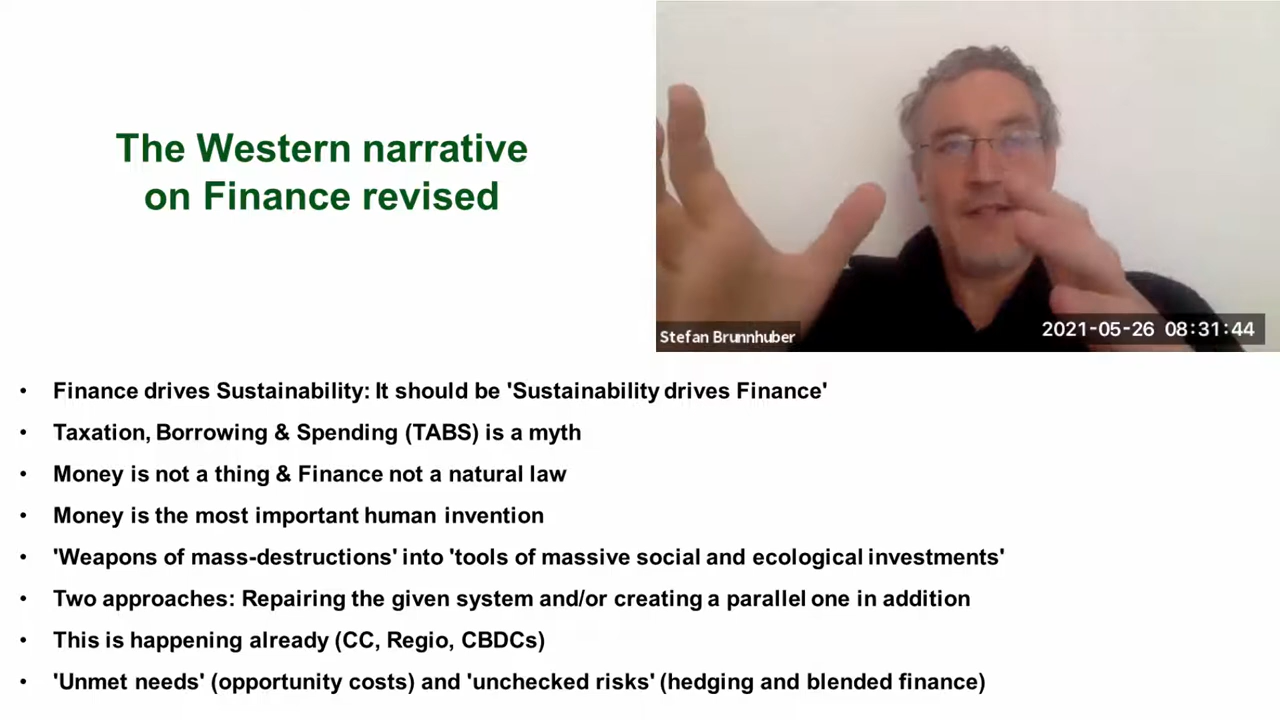 The Western narrative
on Finance revised
Stefan Brunnhuber
2021-05-26 08:31:44
• Finance drives Sustainability: It should be 'Sustainability drives Finance'
• Taxation, Borrowing & Spending (TABS) is a myth
• Money is not a thing & Finance not a natural law
• Money is the most important human invention
• 'Weapons of mass-destructions' into 'tools of massive social and ecological investments'
• Two approaches: Repairing the given system and/or creating a parallel one in addition
• This is happening already (CC, Regio, CBDCs)
• 'Unmet needs' (opportunity costs) and 'unchecked risks' (hedging and blended finance)